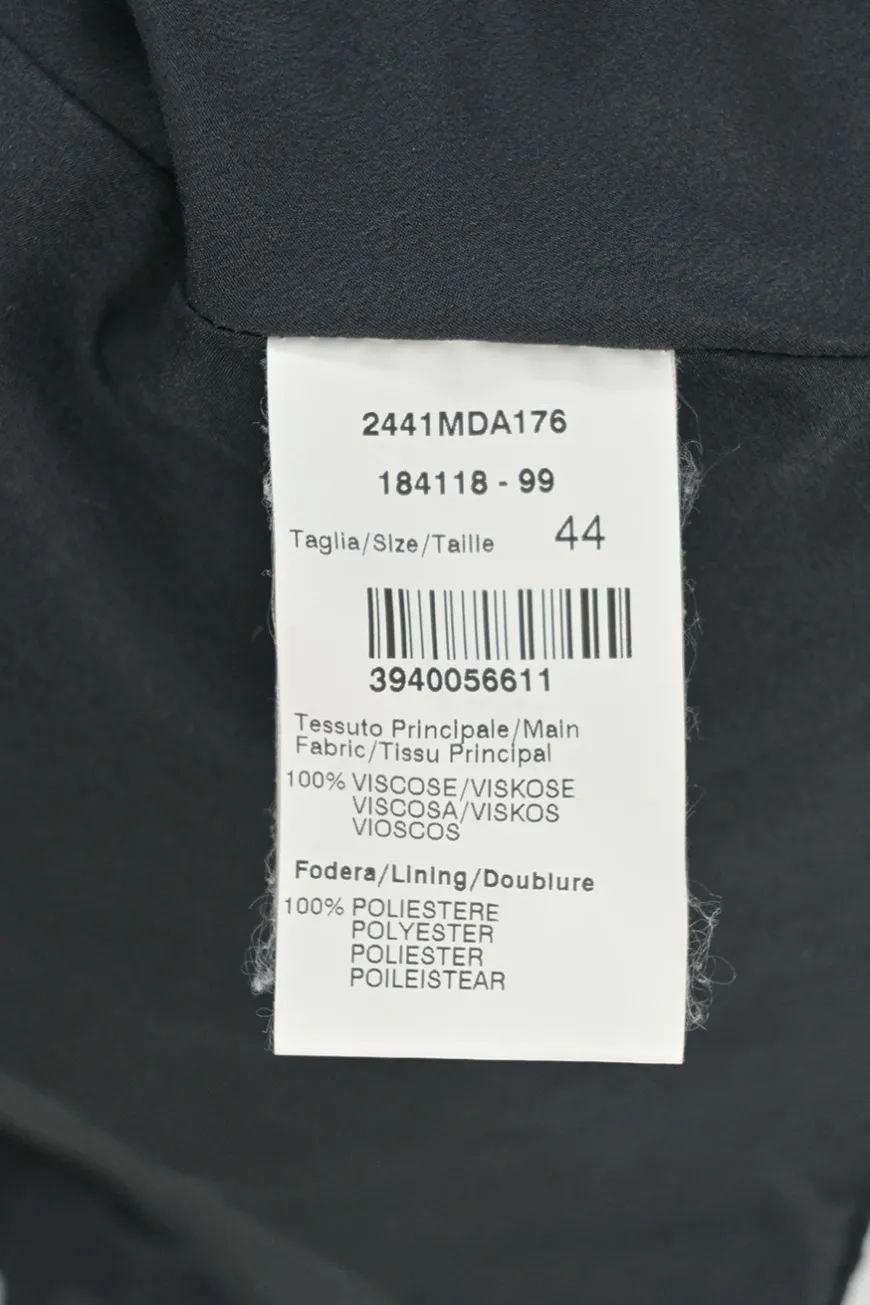 2441MDA176
184118 - 99
Taglia/Size/Taille 44
3940056611
Tessuto Principale/Main
Fabric/Tissu Principal
100% VISCOSE/VISKOSE
VISCOSA/VISKOS
VIOSCOS
Fodera/Lining/Doublure
100% POLIESTERE
POLYESTER
POLIESTER
POILEISTEAR